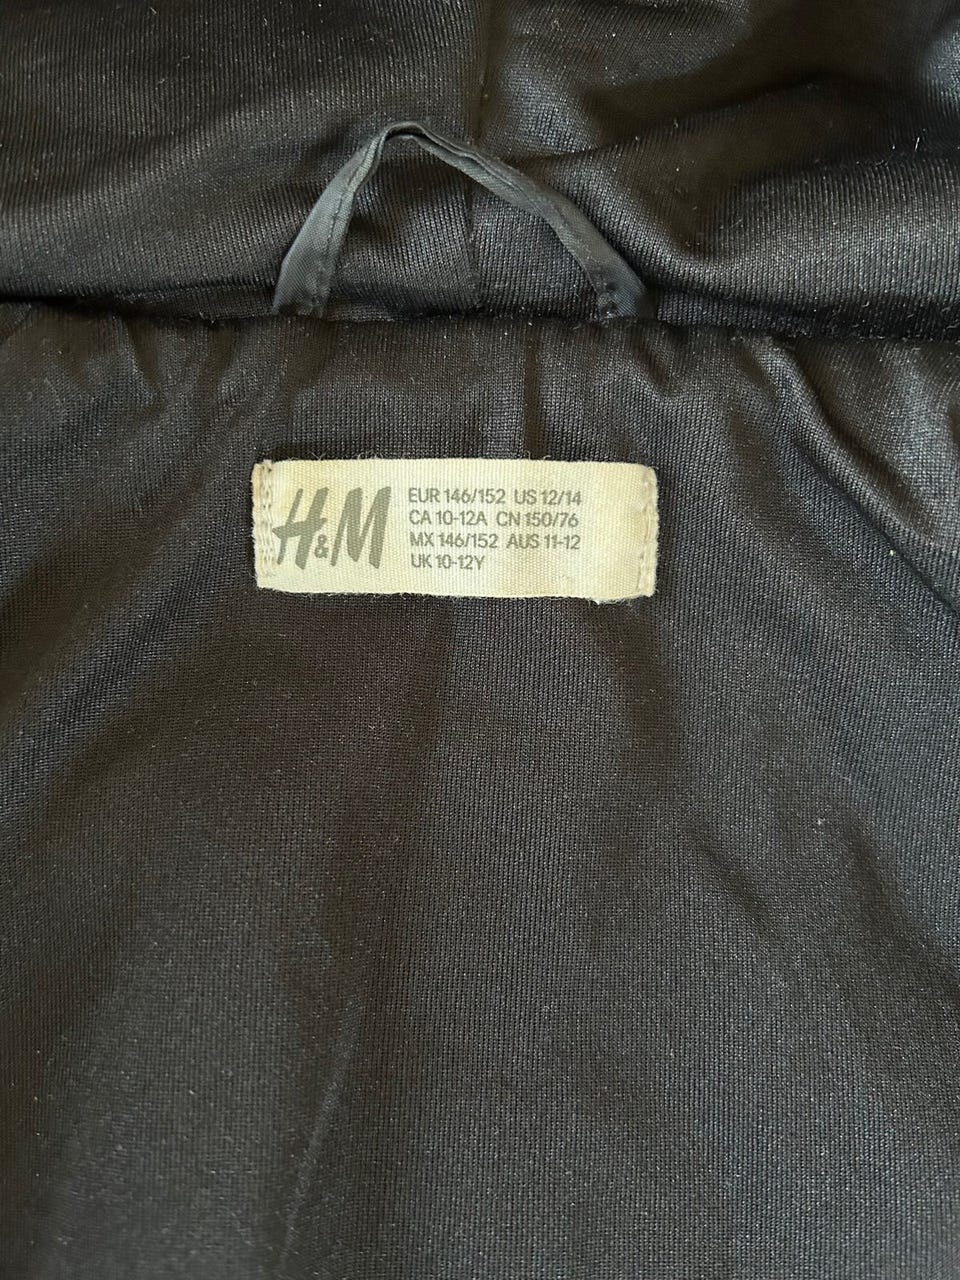 H&M
EUR 146/152 US 12/14
CA 10-12A CN 150/76
MX 146/152 AUS 11-12
UK 10-12Y